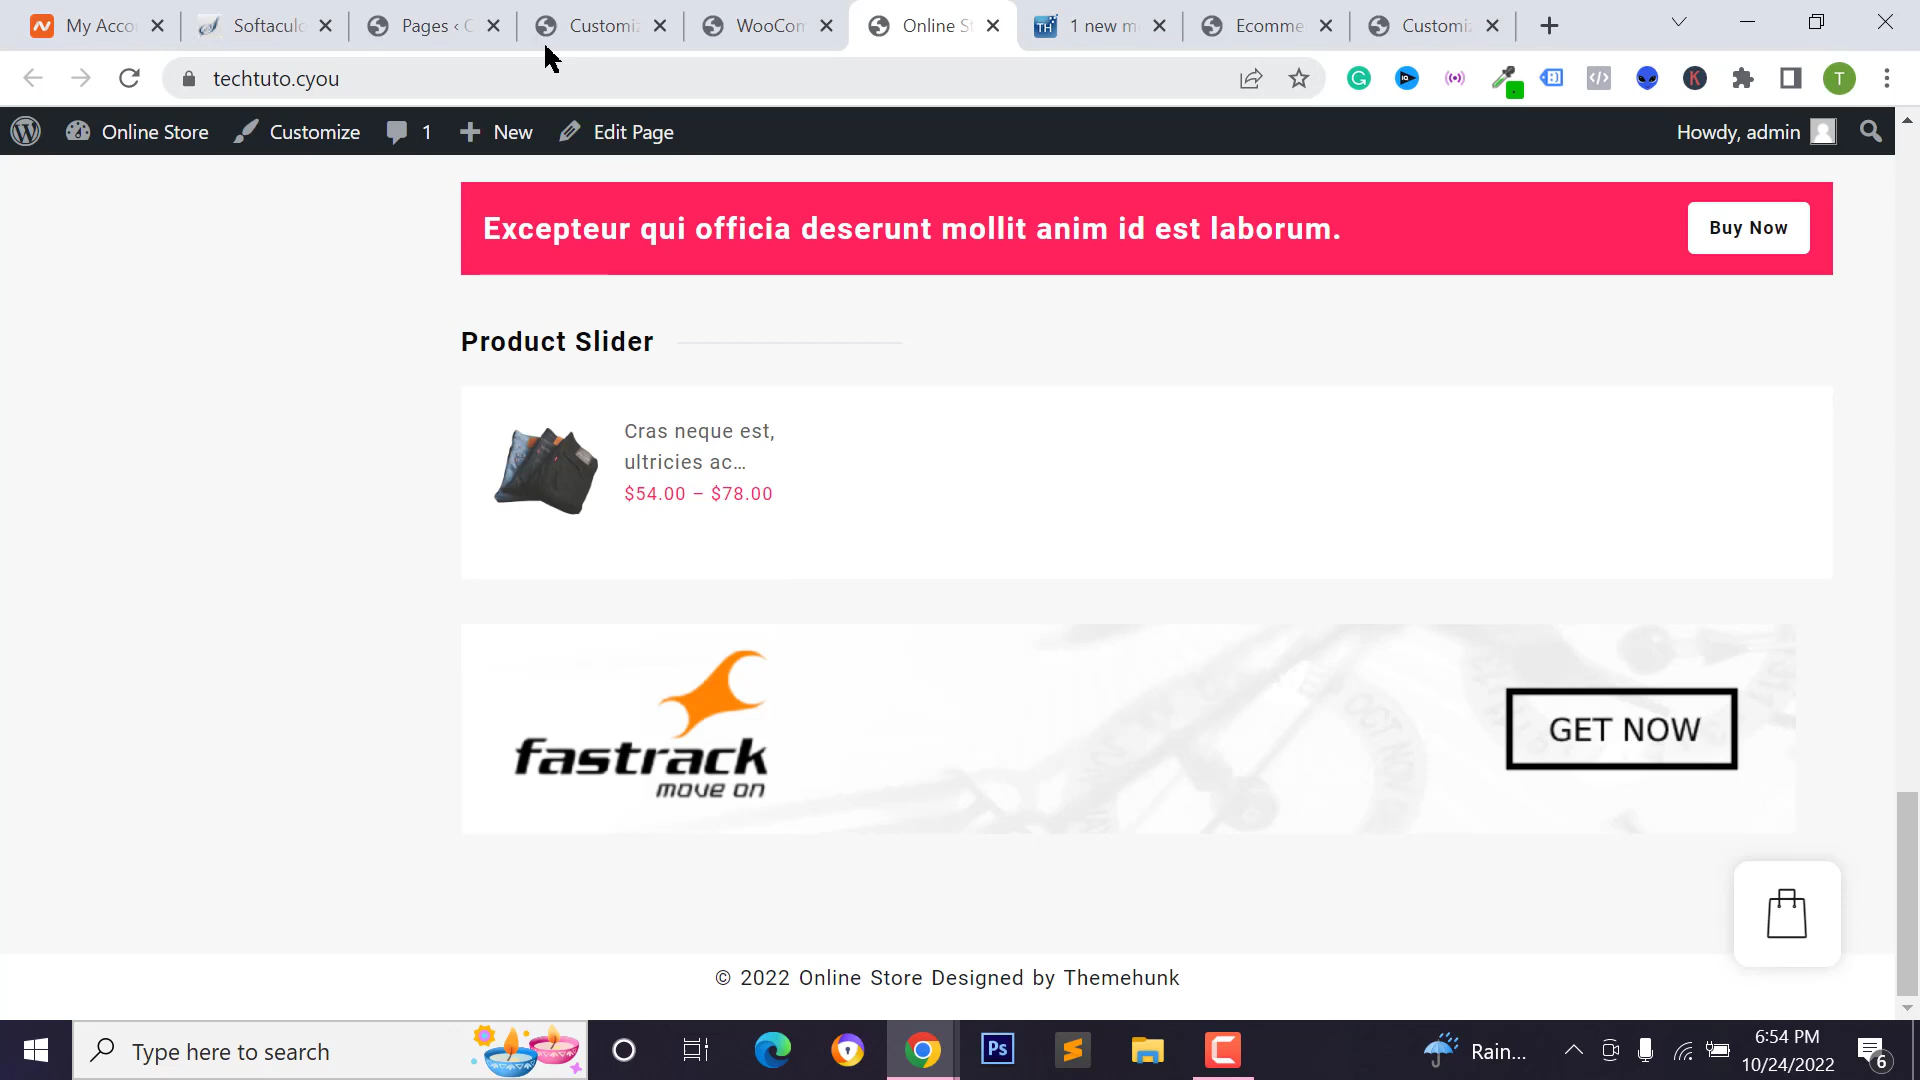 My Acco
Softaculo
Pages ‹ C
Customiz
WooCom
Online St
1 new m
Ecomme
Customiz
techtuto.cyou
T
Online Store
Customize
1
New
Edit Page
Howdy, admin
Excepteur qui officia deserunt mollit anim id est laborum.
Buy Now
Product Slider
Cras neque est,
ultricies ac...
$54.00 – $78.00
fastrack
move on
GET NOW
© 2022 Online Store Designed by Themehunk
Type here to search
Ps
Rain...
6:54 PM
10/24/2022
6